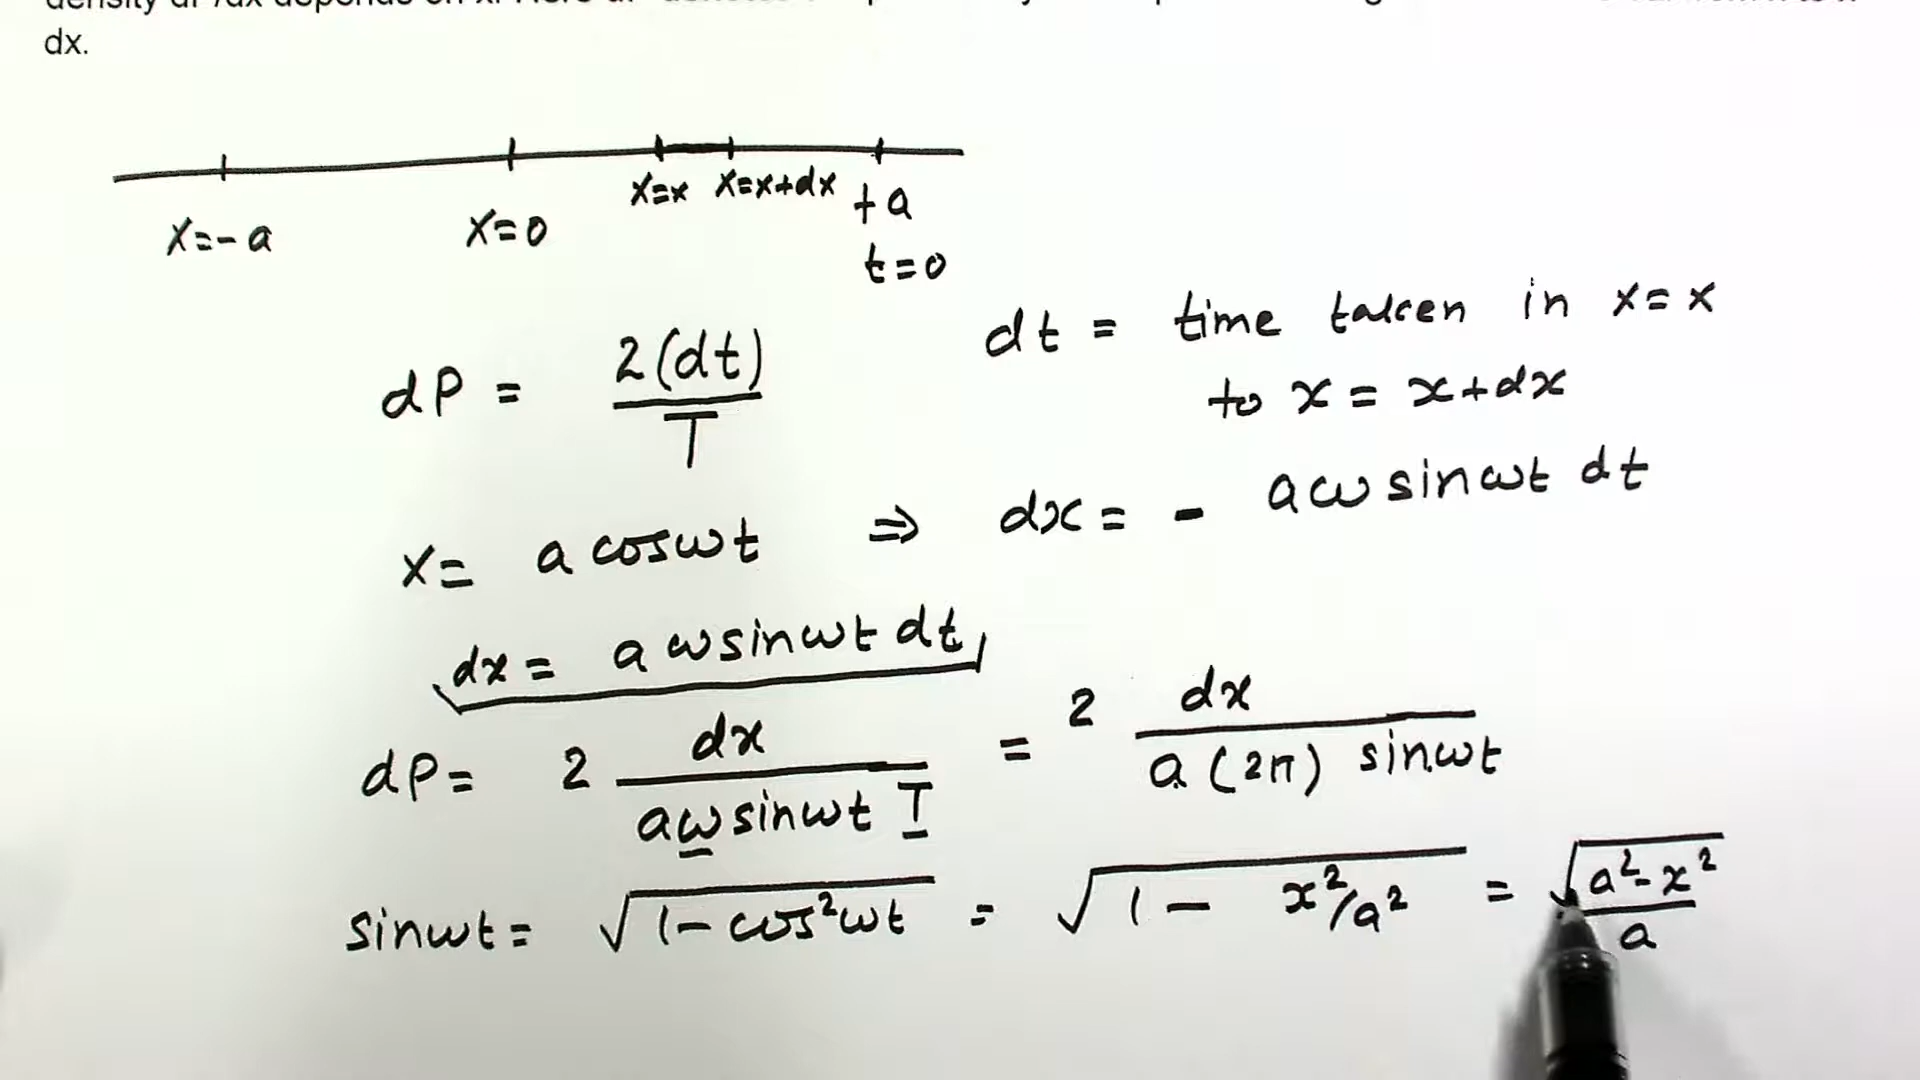 dx.
x=-a x=0 x=x x=x+dx +a
t=0
dt = time taken in x=x
to x = x+dx
dP = 2(dt)/T
x= a cosωt ⇒ dx = - aω sinωt dt
dx = a ω sinωt dt
dP= 2 dx/(aω sinωt T) = 2 dx/(a (2π) sinωt)
sinωt = √(1-cos²ωt) = √(1 - x²/a²) = √(a²-x²)/a